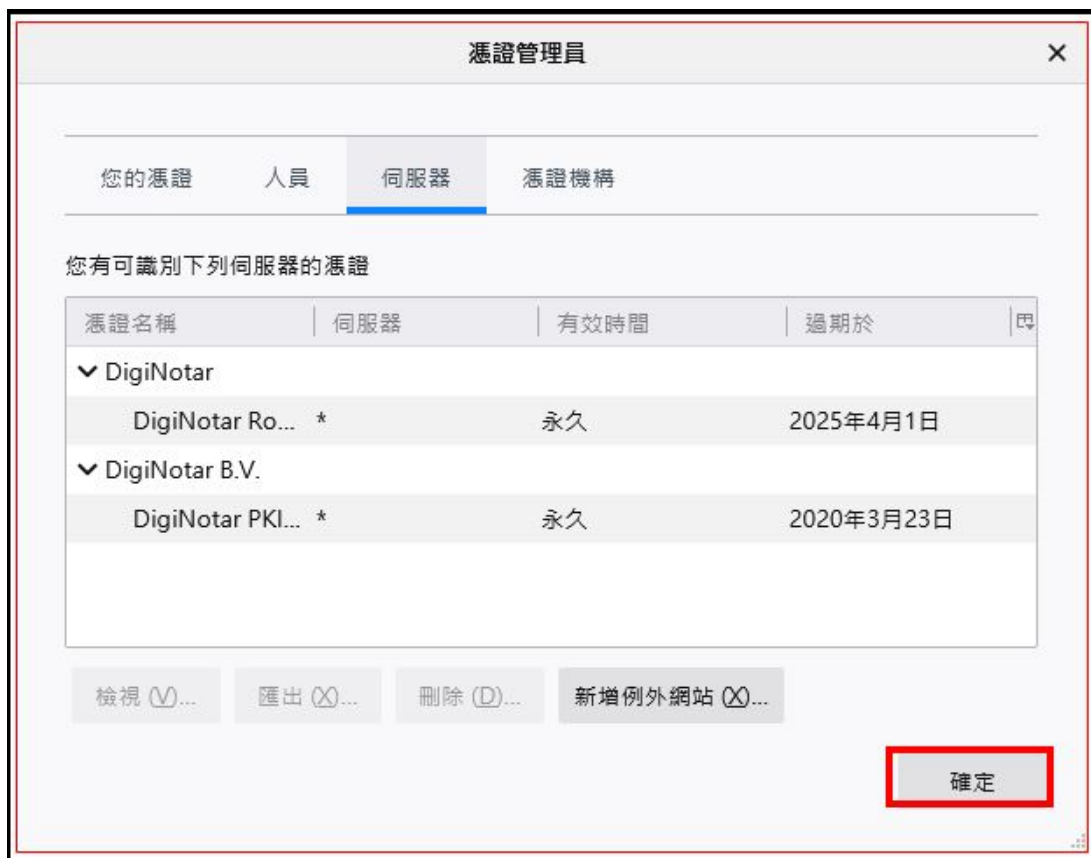 憑證管理員
您的憑證 人員 伺服器 憑證機構
您有可識別下列伺服器的憑證
憑證名稱 伺服器 有效時間 過期於
DigiNotar
DigiNotar Ro... * 永久 2025年4月1日
DigiNotar B.V.
DigiNotar PKI... * 永久 2020年3月23日
檢視 (V)... 匯出 (X)... 刪除 (D)... 新增例外網站 (X)...
確定